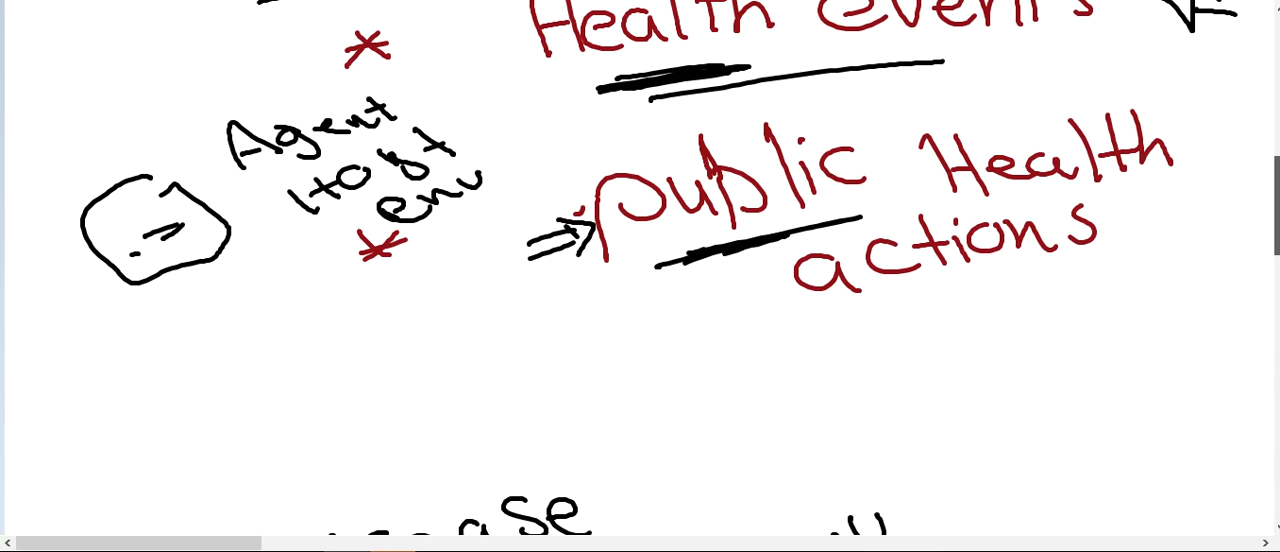 Health events
Agent
Host
env
⇒ public Health
actions